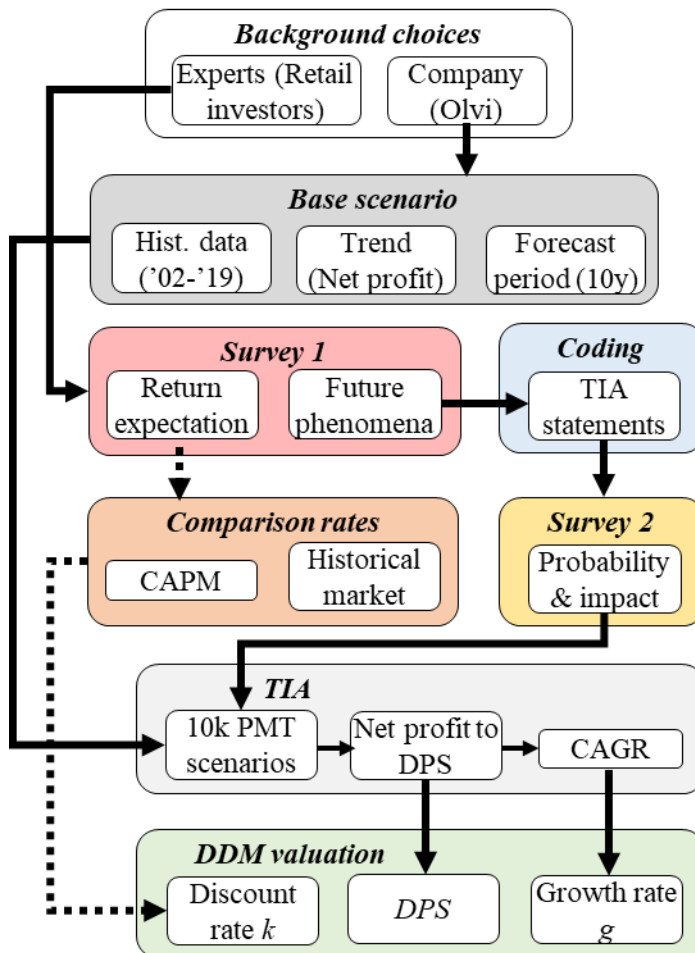 Background choices
Experts (Retail
investors)
Company
(Olvi)
Base scenario
Hist. data
(’02-’19)
Trend
(Net profit)
Forecast
period (10y)
Survey 1
Return
expectation
Future
phenomena
Coding
TIA
statements
Comparison rates
CAPM
Historical
market
Survey 2
Probability
& impact
TIA
10k PMT
scenarios
Net profit to
DPS
CAGR
DDM valuation
Discount
rate k
DPS
Growth rate
g